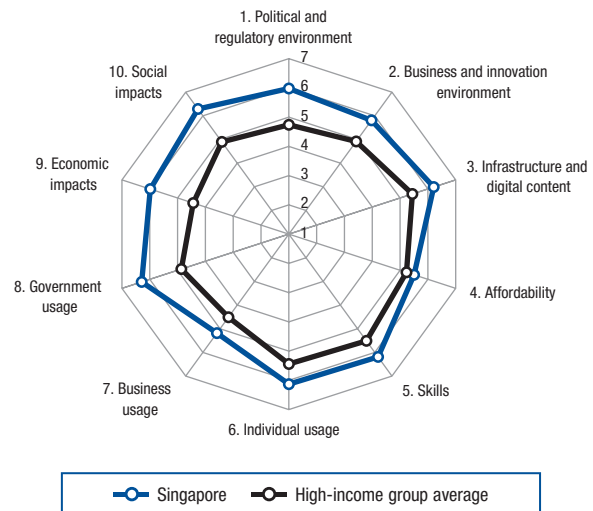 1. Political and
regulatory environment
2. Business and innovation
environment
3. Infrastructure and
digital content
4. Affordability
5. Skills
6. Individual usage
7. Business
usage
8. Government
usage
9. Economic
impacts
10. Social
impacts
7
6
5
4
3
2
1
Singapore
High-income group average